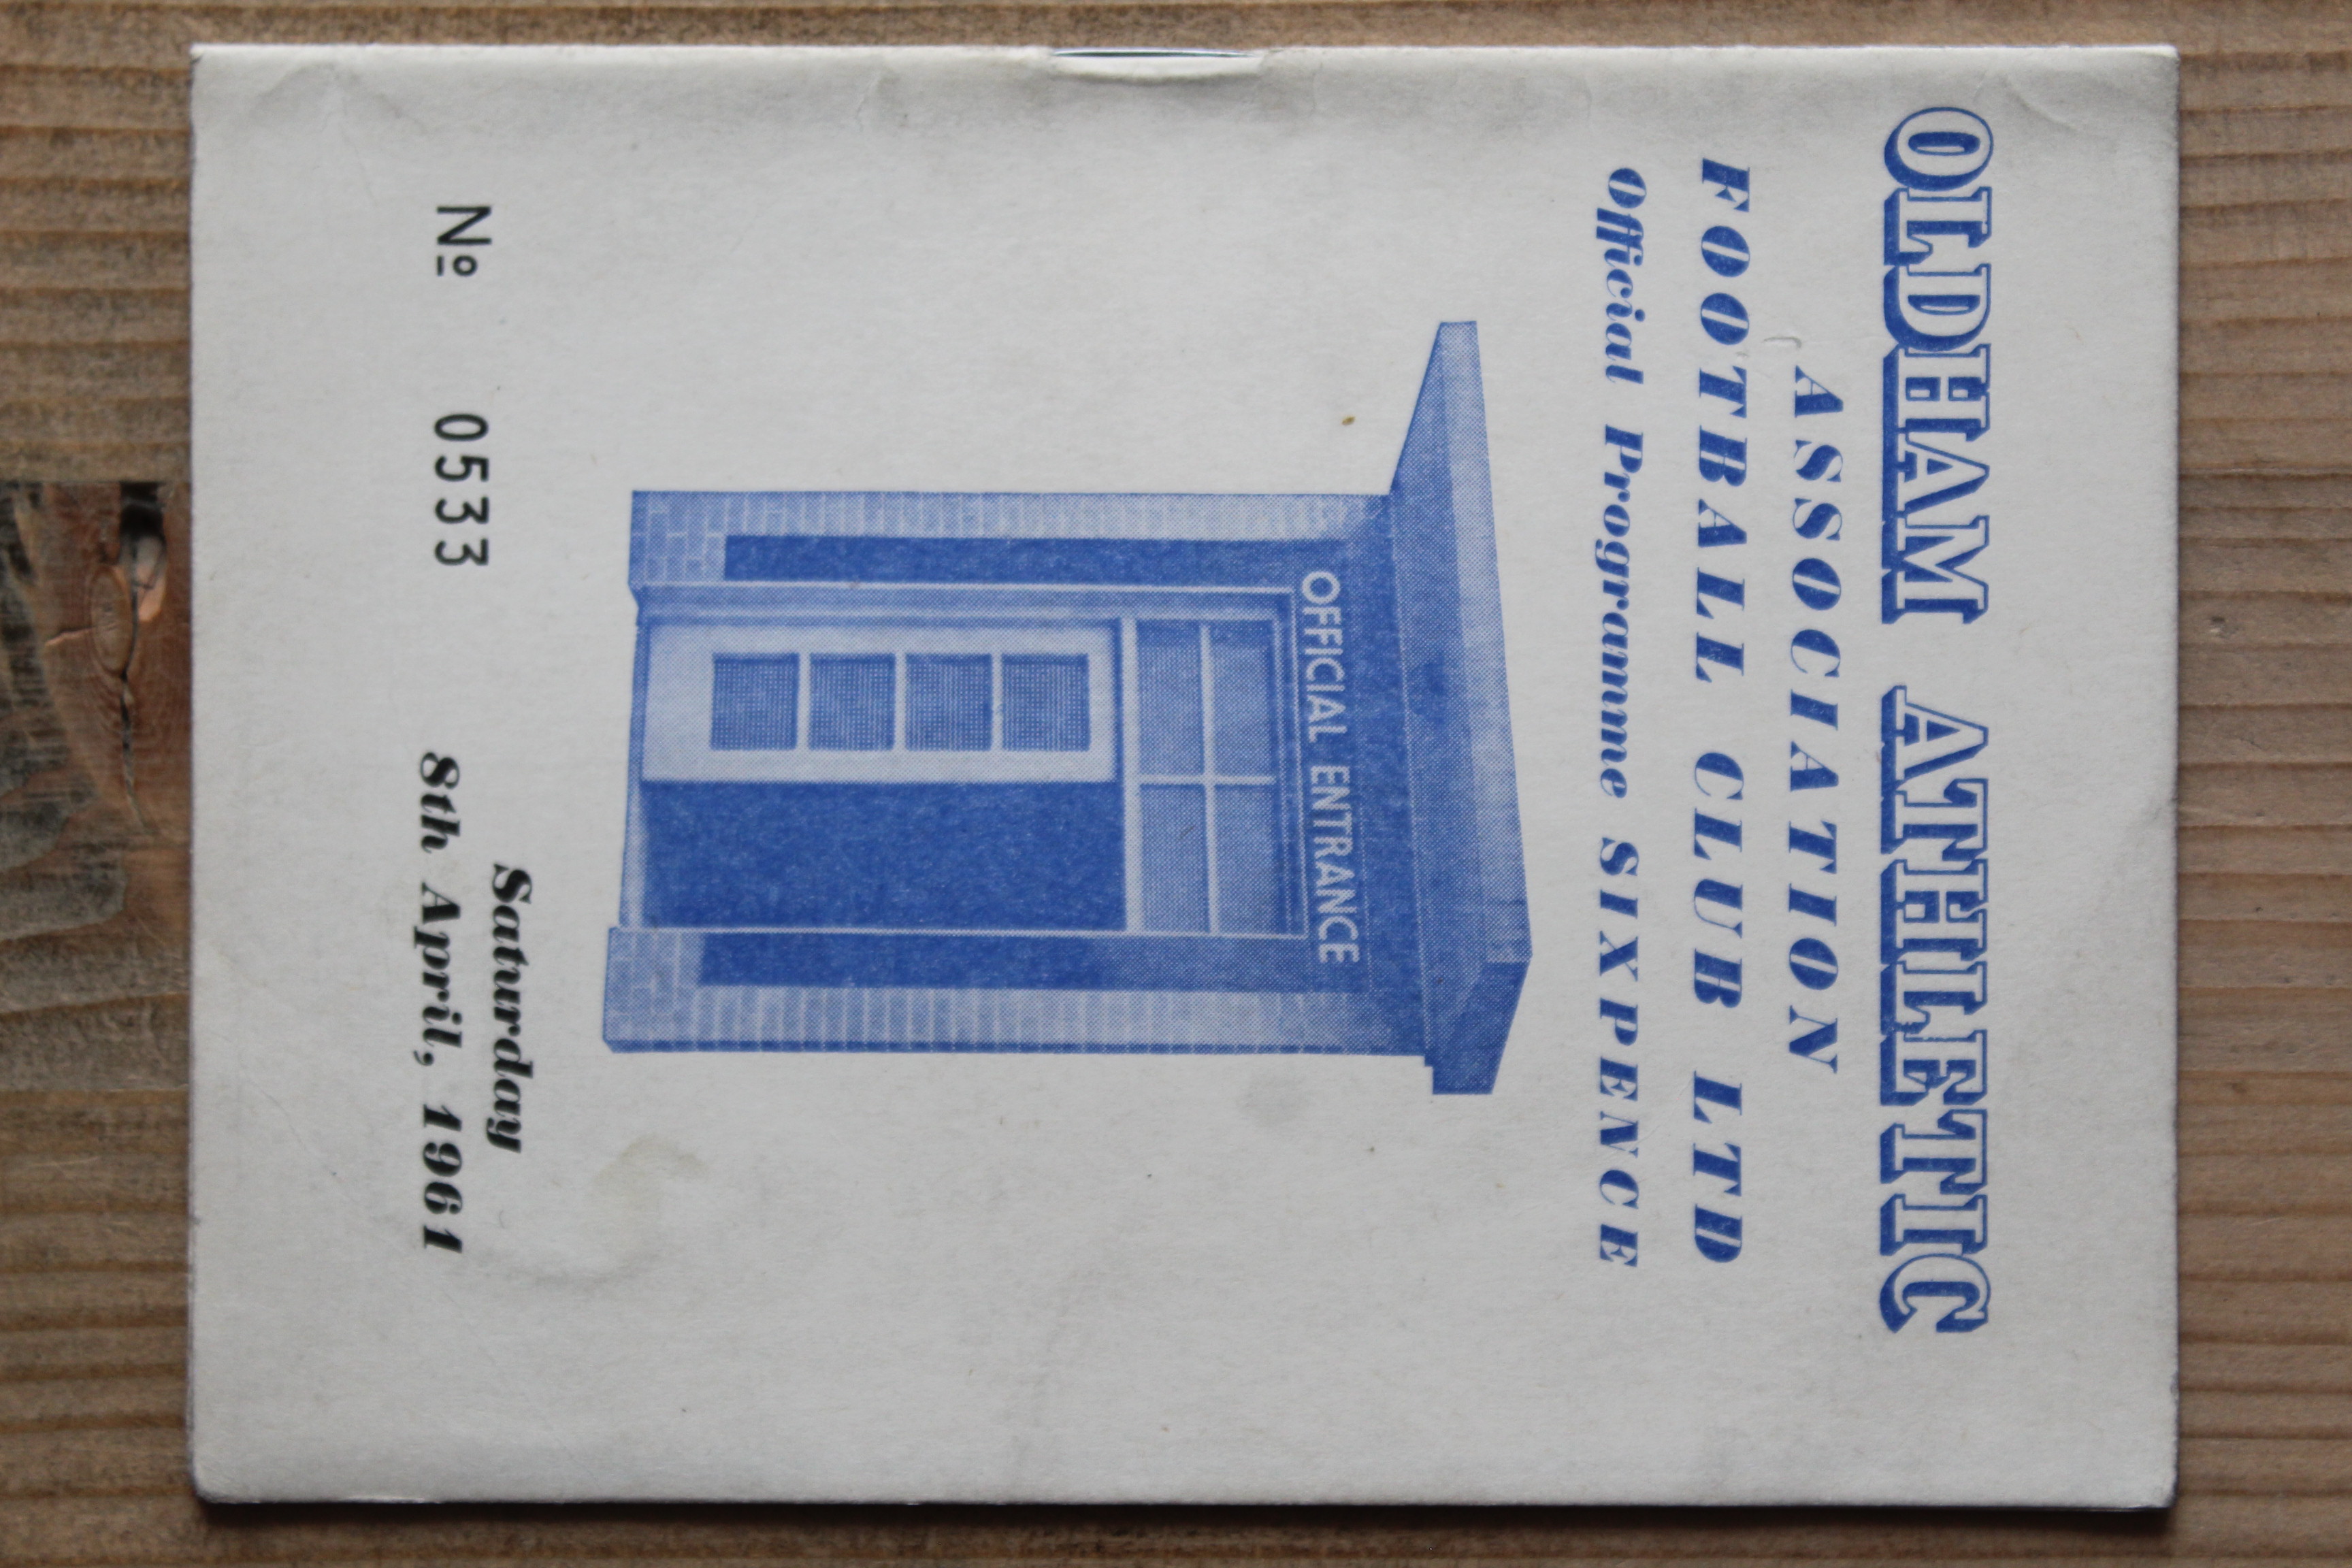 OLDHAM ATHLETIC
ASSOCIATION
FOOTBALL CLUB LTD
Official Programme SIXPENCE
OFFICIAL ENTRANCE
Saturday
Nº 0533
8th April, 1961